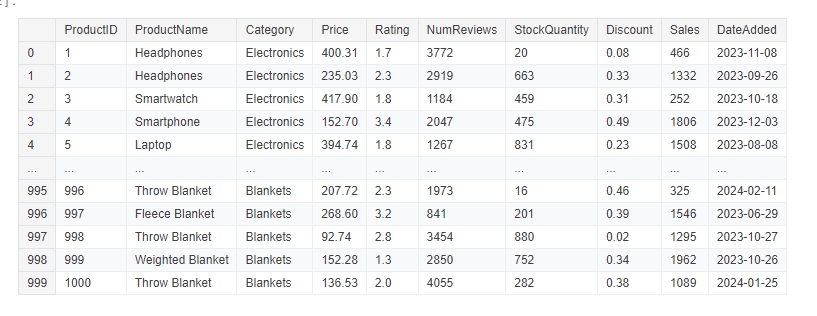 ProductID ProductName Category Price Rating NumReviews StockQuantity Discount Sales DateAdded
0 1 Headphones Electronics 400.31 1.7 3772 20 0.08 466 2023-11-08
1 2 Headphones Electronics 235.03 2.3 2919 663 0.33 1332 2023-09-26
2 3 Smartwatch Electronics 417.90 1.8 1184 459 0.31 252 2023-10-18
3 4 Smartphone Electronics 152.70 3.4 2047 475 0.49 1806 2023-12-03
4 5 Laptop Electronics 394.74 1.8 1267 831 0.23 1508 2023-08-08
... ... ... ... ... ... ... ... ... ... ...
995 996 Throw Blanket Blankets 207.72 2.3 1973 16 0.46 325 2024-02-11
996 997 Fleece Blanket Blankets 268.60 3.2 841 201 0.39 1546 2023-06-29
997 998 Throw Blanket Blankets 92.74 2.8 3454 880 0.02 1295 2023-10-27
998 999 Weighted Blanket Blankets 152.28 1.3 2850 752 0.34 1962 2023-10-26
999 1000 Throw Blanket Blankets 136.53 2.0 4055 282 0.38 1089 2024-01-25